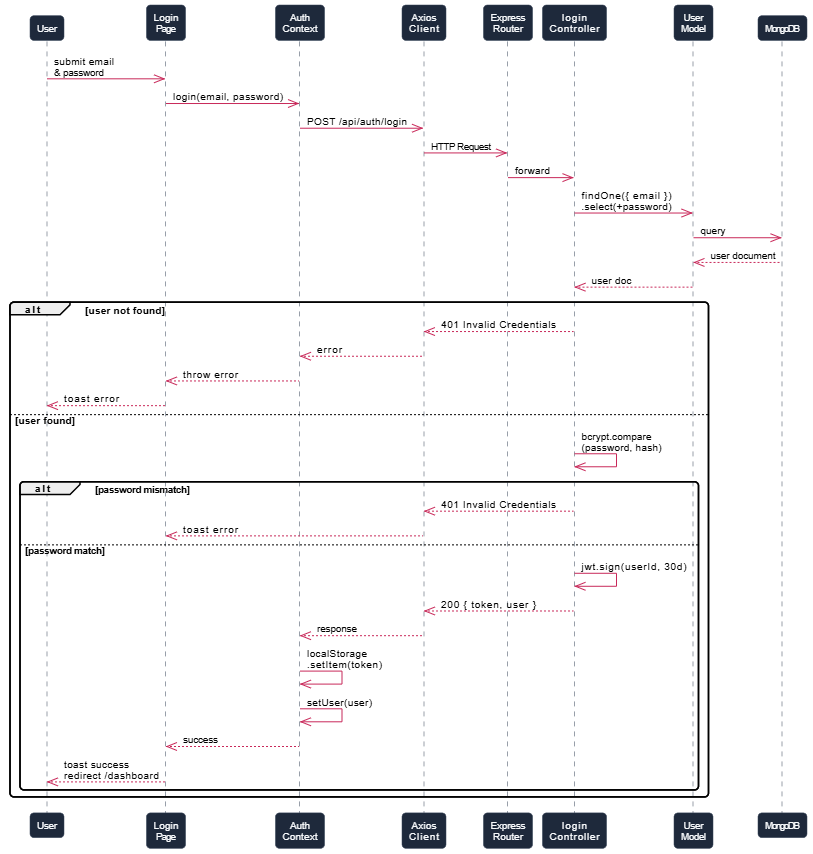 User
Login
Page
Auth
Context
Axios
Client
Express
Router
login
Controller
User
Model
MongoDB
submit email
& password
login(email, password)
POST /api/auth/login
HTTP Request
forward
findOne({ email })
.select(+password)
query
user document
user doc
alt
[user not found]
401 Invalid Credentials
error
throw error
toast error
[user found]
bcrypt.compare
(password, hash)
alt
[password mismatch]
401 Invalid Credentials
toast error
[password match]
jwt.sign(userId, 30d)
200 { token, user }
response
localStorage
.setItem(token)
setUser(user)
success
toast success
redirect /dashboard
User
Login
Page
Auth
Context
Axios
Client
Express
Router
login
Controller
User
Model
MongoDB